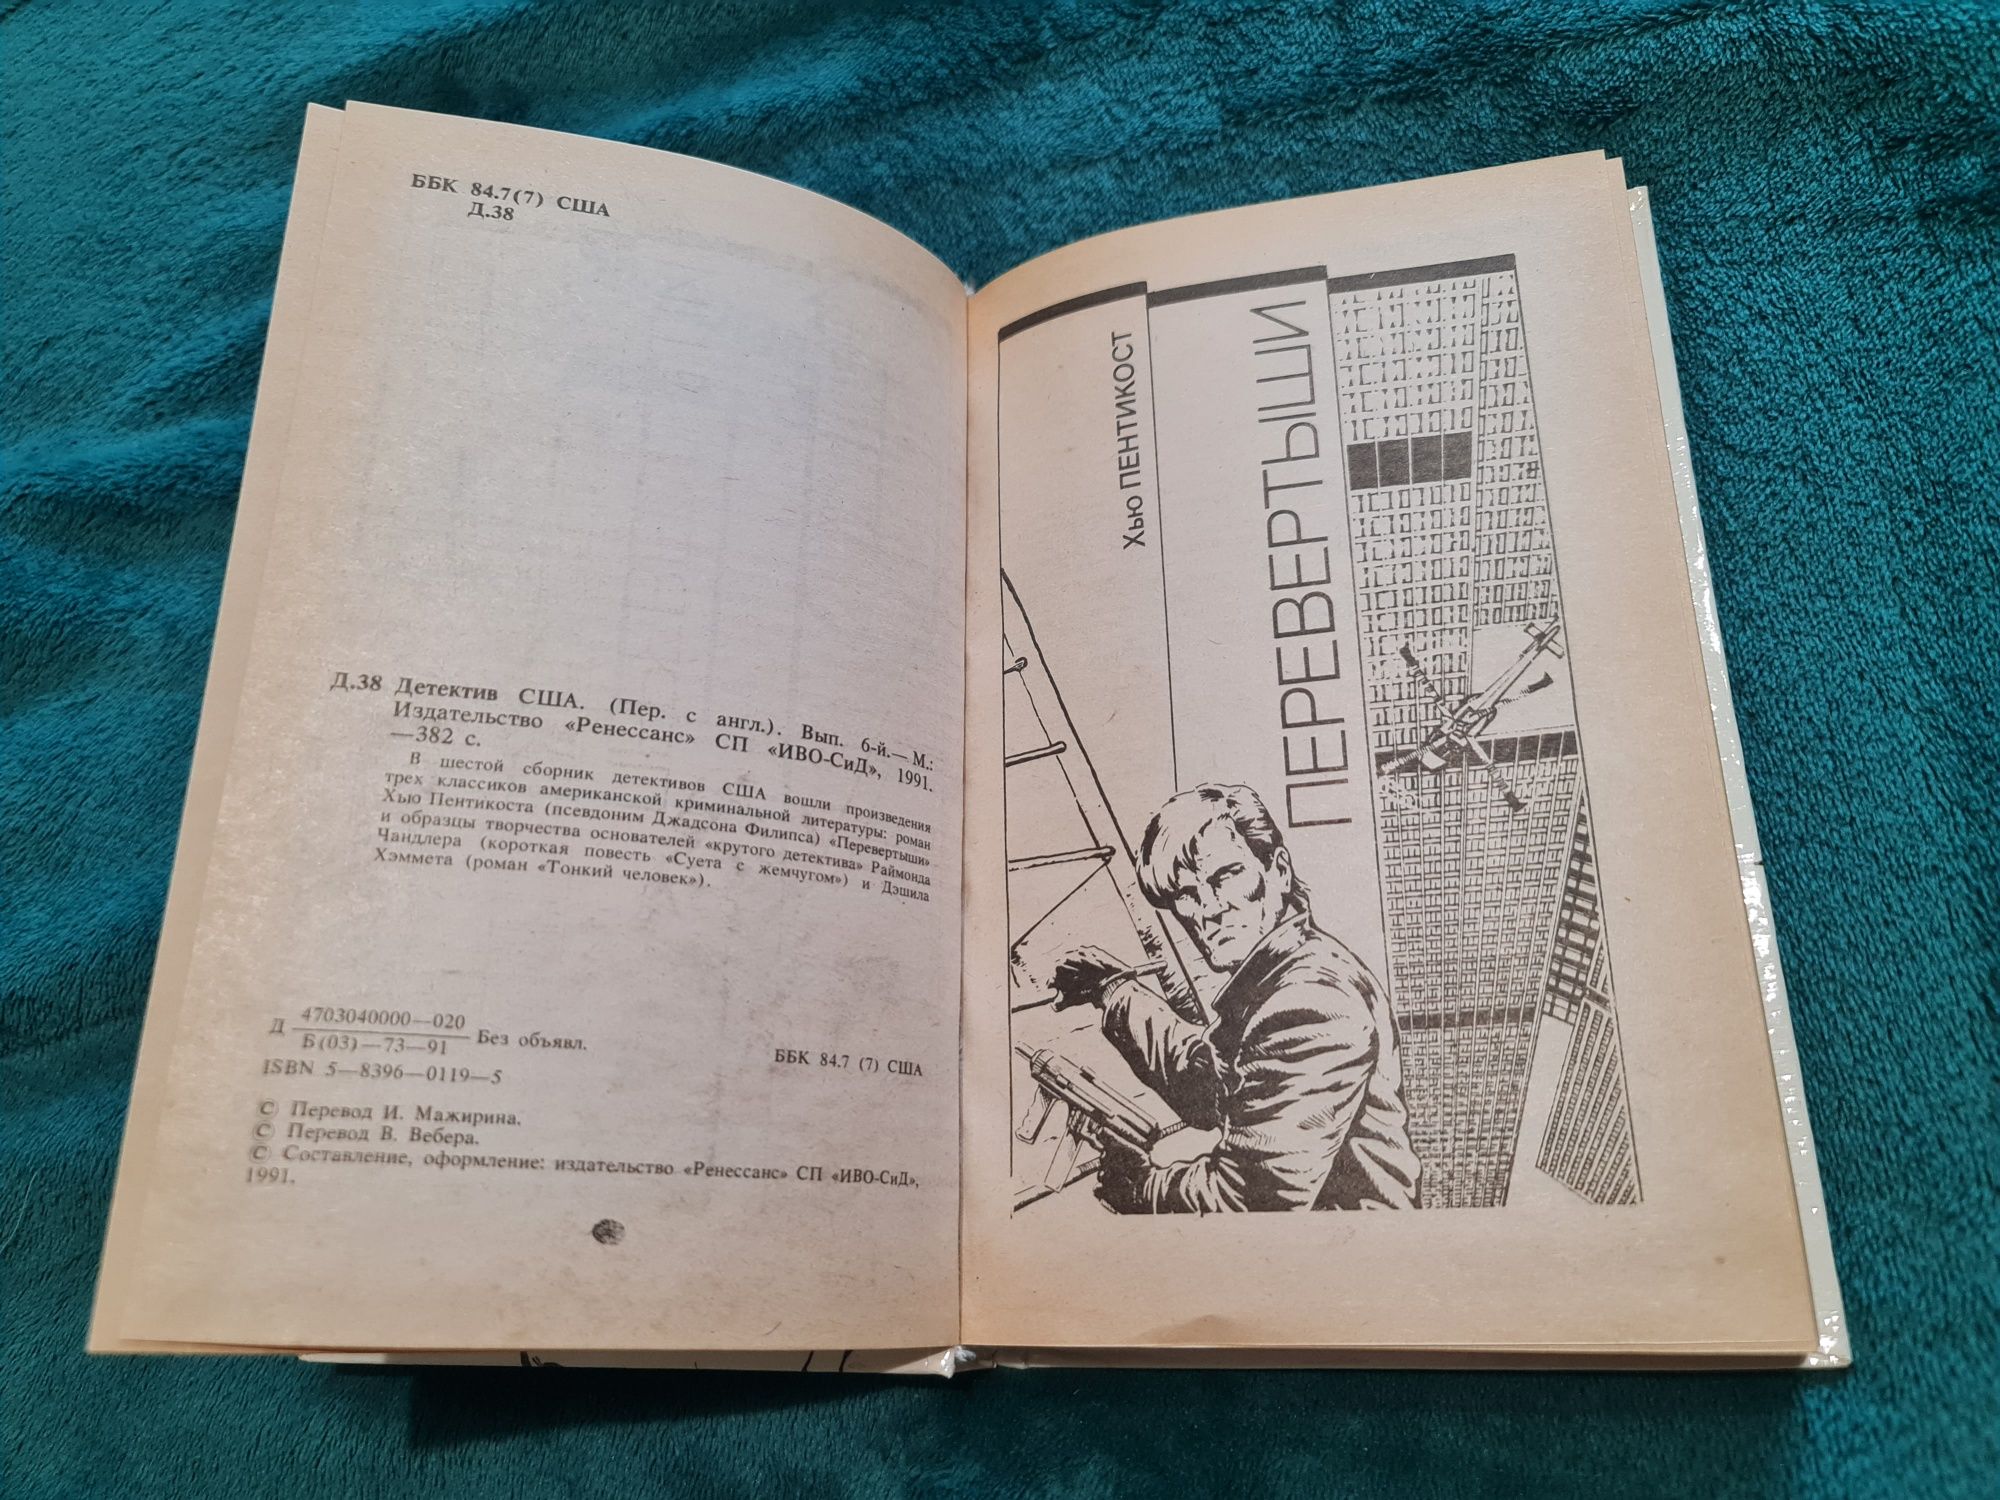 ББК 84.7(7) США
Д.38
Д.38 Детектив США. (Пер. с англ.). Вып. 6-й.— М.:
Издательство «Ренессанс» СП «ИВО-СиД», 1991.
—382 с.
В шестой сборник детективов США вошли произведения
трех классиков американской криминальной литературы: роман
Хью Пентикоста (псевдоним Джадсона Филипса) «Перевертыши»
и образцы творчества основателей «крутого детектива» Раймонда
Чандлера (короткая повесть «Суета с жемчугом») и Дэшила
Хэммета (роман «Тонкий человек»).
4703040000—020
Д Без объявл.
Б(03)—73—91
ББК 84.7 (7) США
ISBN 5—8396—0119—5
© Перевод И. Мажирина.
© Перевод В. Вебера.
© Составление, оформление: издательство «Ренессанс» СП «ИВО-СиД»,
1991.
Хью ПЕНТИКОСТ
ПЕРЕВЕРТЫШИ